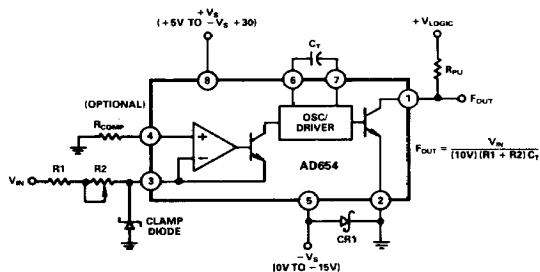 +VS
(+5V TO −VS +30)
+VLOGIC
CT
RPU
8
6
7
1
FOUT
(OPTIONAL)
RCOMP
4
+
−
OSC/
DRIVER
AD654
FOUT = VIN
(10V) (R1 + R2) CT
VIN
R1
R2
3
5
2
CLAMP
DIODE
CR1
−VS
(0V TO −15V)